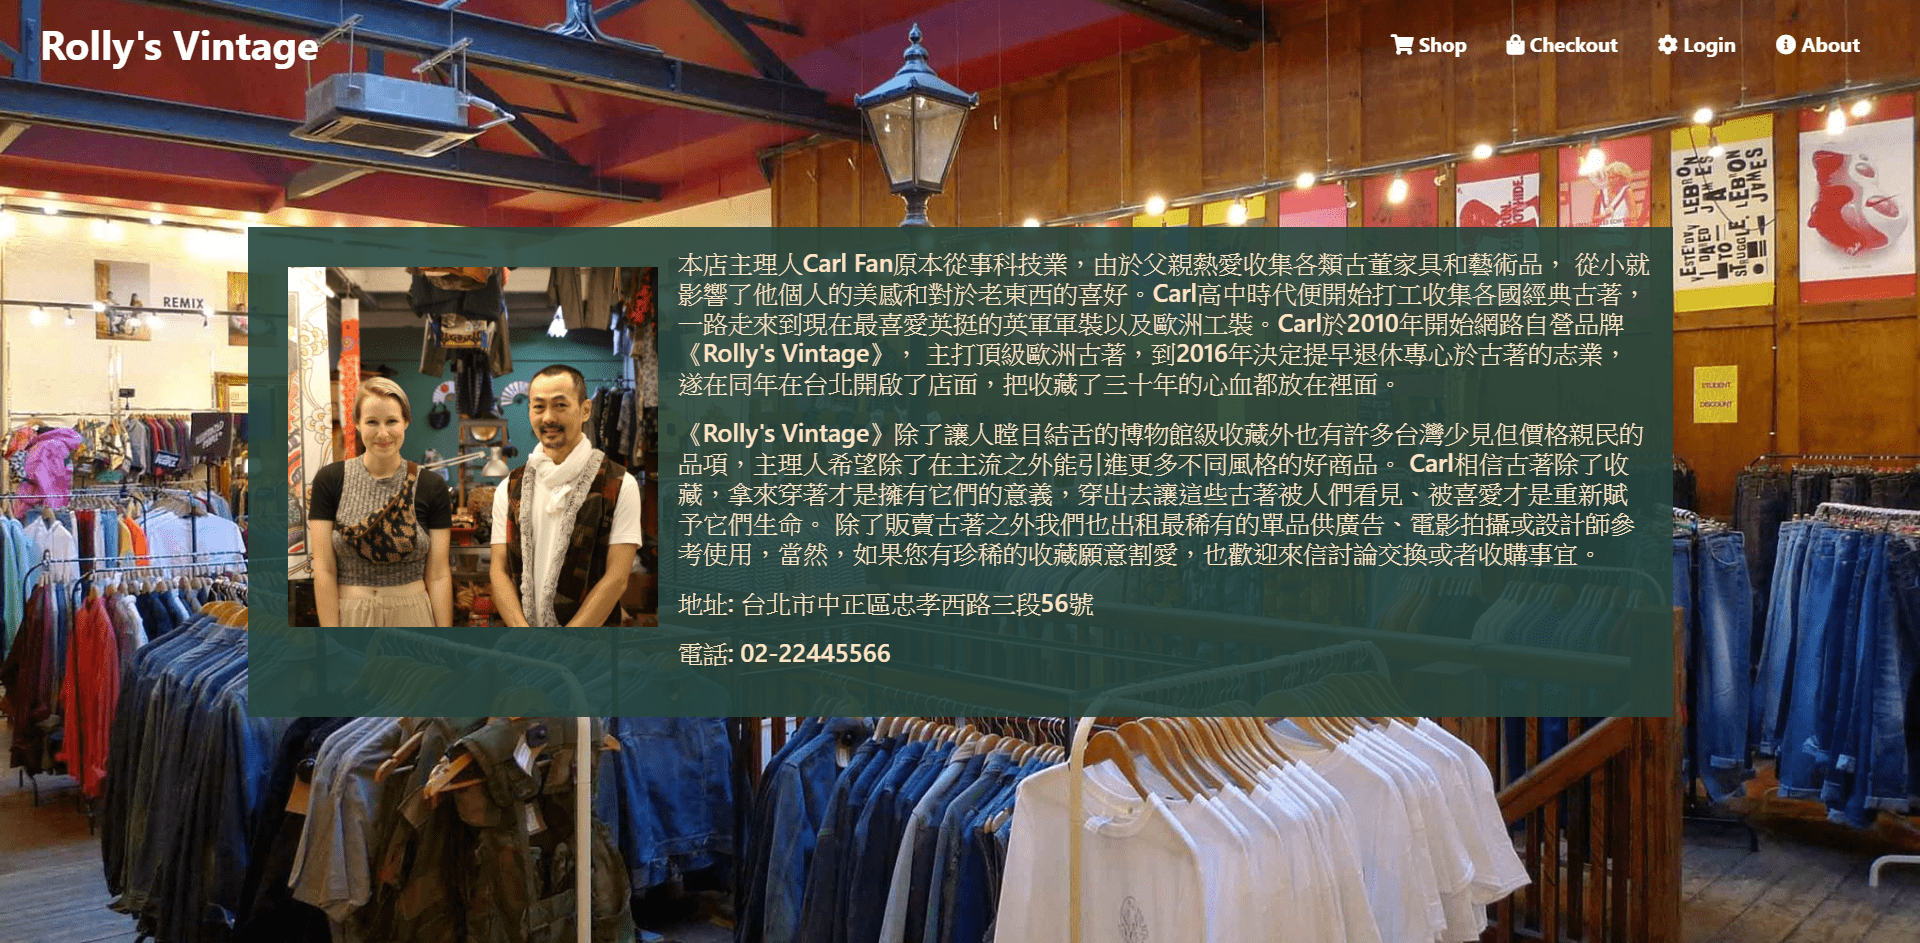 Rolly's Vintage
Shop
Checkout
Login
About
本店主理人Carl Fan原本從事科技業，由於父親熱愛收集各類古董家具和藝術品， 從小就
影響了他個人的美感和對於老東西的喜好。Carl高中時代便開始打工收集各國經典古著，
一路走來到現在最喜愛英挺的英軍軍裝以及歐洲工裝。Carl於2010年開始網路自營品牌
《Rolly's Vintage》， 主打頂級歐洲古著，到2016年決定提早退休專心於古著的志業，
遂在同年在台北開啟了店面，把收藏了三十年的心血都放在裡面。
《Rolly's Vintage》除了讓人瞠目結舌的博物館級收藏外也有許多台灣少見但價格親民的
品項，主理人希望除了在主流之外能引進更多不同風格的好商品。 Carl相信古著除了收
藏，拿來穿著才是擁有它們的意義，穿出去讓這些古著被人們看見、被喜愛才是重新賦
予它們生命。 除了販賣古著之外我們也出租最稀有的單品供廣告、電影拍攝或設計師參
考使用，當然，如果您有珍稀的收藏願意割愛，也歡迎來信討論交換或者收購事宜。
地址: 台北市中正區忠孝西路三段56號
電話: 02-22445566
REMIX
LEBRON
JAMES
STUDENT
DISCOUNT